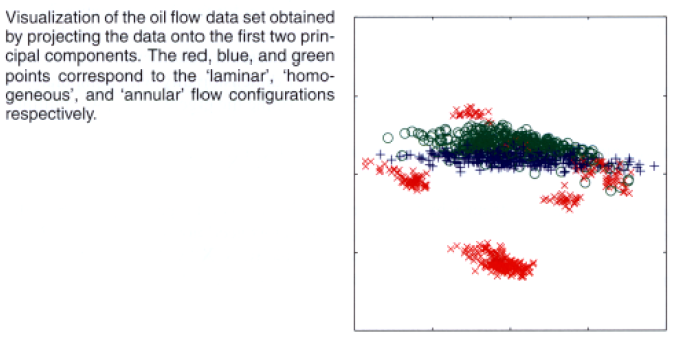 Visualization of the oil flow data set obtained
by projecting the data onto the first two prin-
cipal components. The red, blue, and green
points correspond to the 'laminar', 'homo-
geneous', and 'annular' flow configurations
respectively.